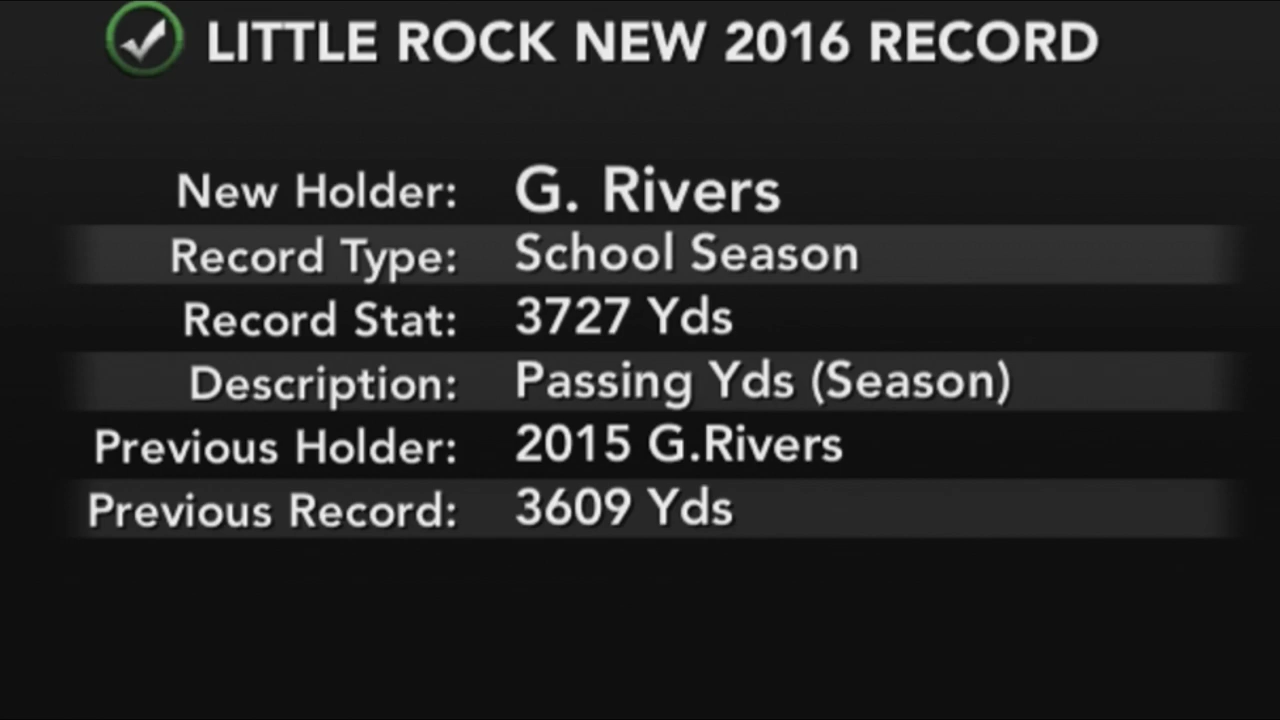 LITTLE ROCK NEW 2016 RECORD
New Holder: G. Rivers
Record Type: School Season
Record Stat: 3727 Yds
Description: Passing Yds (Season)
Previous Holder: 2015 G.Rivers
Previous Record: 3609 Yds